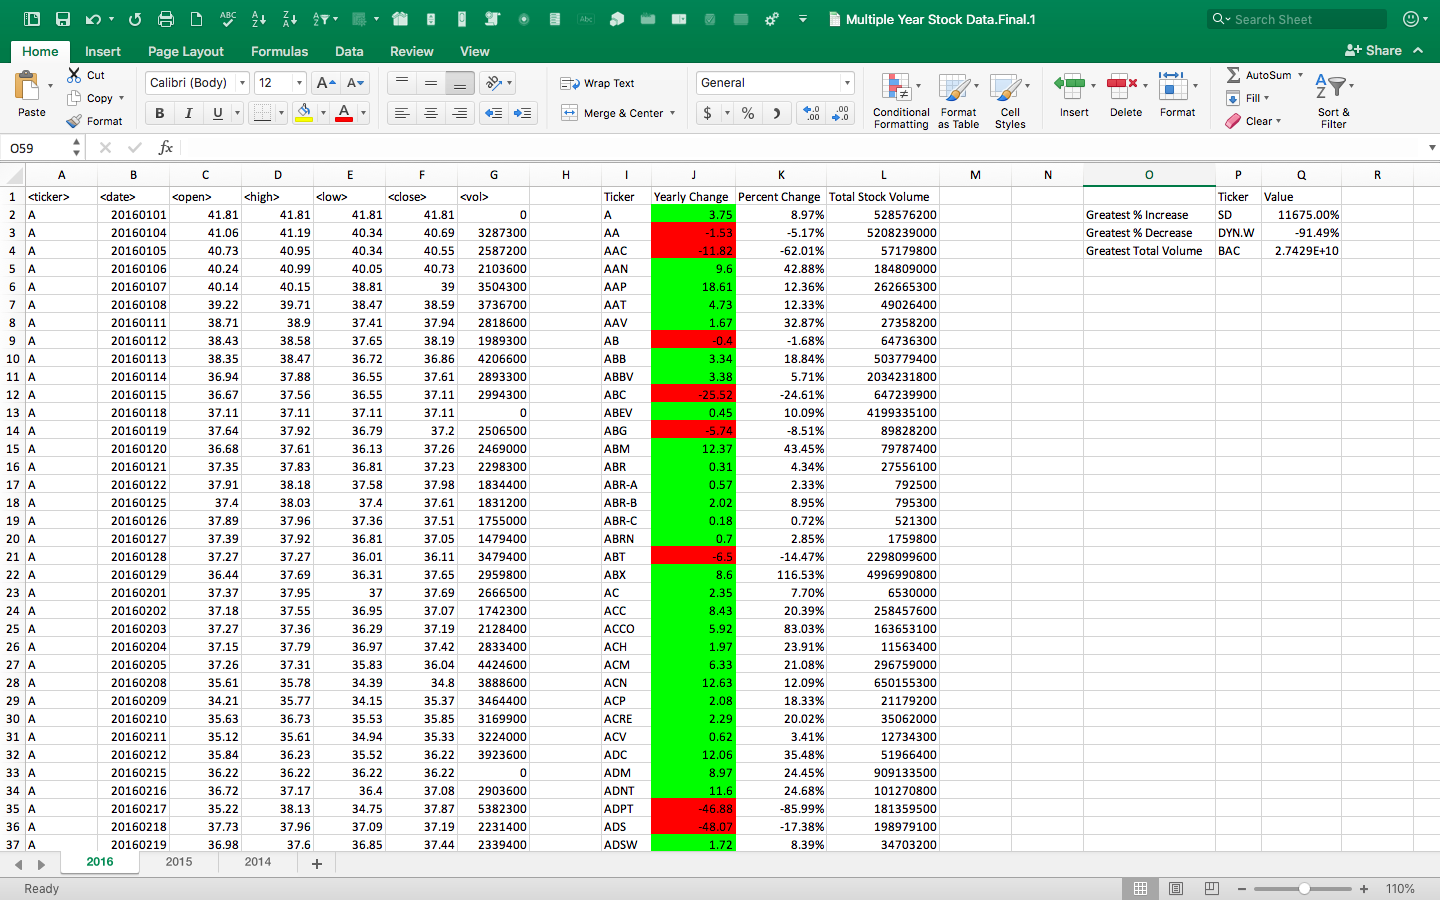 Multiple Year Stock Data.Final.1
Search Sheet
Home Insert Page Layout Formulas Data Review View
Share
Paste
Cut
Copy
Format
Calibri (Body) 12
Wrap Text
Merge & Center
General
Conditional Formatting
Format as Table
Cell Styles
Insert
Delete
Format
AutoSum
Fill
Clear
Sort & Filter
O59
fx
A B C D E F G H I J K L M N O P Q R
1 <ticker> <date> <open> <high> <low> <close> <vol> Ticker Yearly Change Percent Change Total Stock Volume Ticker Value
2 A 20160101 41.81 41.81 41.81 41.81 0 A 3.75 8.97% 528576200 Greatest % Increase SD 11675.00%
3 A 20160104 41.06 41.19 40.34 40.69 3287300 AA -1.53 -5.17% 5208239000 Greatest % Decrease DYN.W -91.49%
4 A 20160105 40.73 40.95 40.34 40.55 2587200 AAC -11.82 -62.01% 57179800 Greatest Total Volume BAC 2.7429E+10
5 A 20160106 40.24 40.99 40.05 40.73 2103600 AAN 9.6 42.88% 184809000
6 A 20160107 40.14 40.15 38.81 39 3504300 AAP 18.61 12.36% 262665300
7 A 20160108 39.22 39.71 38.47 38.59 3736700 AAT 4.73 12.33% 49026400
8 A 20160111 38.71 38.9 37.41 37.94 2818600 AAV 1.67 32.87% 27358200
9 A 20160112 38.43 38.58 37.65 38.19 1989300 AB -0.4 -1.68% 64736300
10 A 20160113 38.35 38.47 36.72 36.86 4206600 ABB 3.34 18.84% 503779400
11 A 20160114 36.94 37.88 36.55 37.61 2893300 ABBV 3.38 5.71% 2034231800
12 A 20160115 36.67 37.56 36.55 37.11 2994300 ABC -25.52 -24.61% 647239900
13 A 20160118 37.11 37.11 37.11 37.11 0 ABEV 0.45 10.09% 4199335100
14 A 20160119 37.64 37.92 36.79 37.2 2506500 ABG -5.74 -8.51% 89828200
15 A 20160120 36.68 37.61 36.13 37.26 2469000 ABM 12.37 43.45% 79787400
16 A 20160121 37.35 37.83 36.81 37.23 2298300 ABR 0.31 4.34% 27556100
17 A 20160122 37.91 38.18 37.58 37.98 1834400 ABR-A 0.57 2.33% 792500
18 A 20160125 37.4 38.03 37.4 37.61 1831200 ABR-B 2.02 8.95% 795300
19 A 20160126 37.89 37.96 37.36 37.51 1755000 ABR-C 0.18 0.72% 521300
20 A 20160127 37.39 37.92 36.81 37.05 1479400 ABRN 0.7 2.85% 1759800
21 A 20160128 37.27 37.27 36.01 36.11 3479400 ABT -6.5 -14.47% 2298099600
22 A 20160129 36.44 37.69 36.31 37.65 2959800 ABX 8.6 116.53% 4996990800
23 A 20160201 37.37 37.95 37 37.69 2666500 AC 2.35 7.70% 6530000
24 A 20160202 37.18 37.55 36.95 37.07 1742300 ACC 8.43 20.39% 258457600
25 A 20160203 37.27 37.36 36.29 37.19 2128400 ACCO 5.92 83.03% 163653100
26 A 20160204 37.15 37.79 36.97 37.42 2833400 ACH 1.97 23.91% 11563400
27 A 20160205 37.26 37.31 35.83 36.04 4424600 ACM 6.33 21.08% 296759000
28 A 20160208 35.61 35.78 34.39 34.8 3888600 ACN 12.63 12.09% 650155300
29 A 20160209 34.21 35.77 34.15 35.37 3464400 ACP 2.08 18.33% 21179200
30 A 20160210 35.63 36.73 35.53 35.85 3169900 ACRE 2.29 20.02% 35062000
31 A 20160211 35.12 35.61 34.94 35.33 3224000 ACV 0.62 3.41% 12734300
32 A 20160212 35.84 36.23 35.52 36.22 3923600 ADC 12.06 35.48% 51966400
33 A 20160215 36.22 36.22 36.22 36.22 0 ADM 8.97 24.45% 909133500
34 A 20160216 36.72 37.17 36.4 37.08 2903600 ADNT 11.6 24.68% 101270800
35 A 20160217 35.22 38.13 34.75 37.87 5382300 ADPT -46.88 -85.99% 181359500
36 A 20160218 37.73 37.96 37.09 37.19 2231400 ADS -48.07 -17.38% 198979100
37 A 20160219 36.98 37.6 36.85 37.44 2339400 ADSW 1.72 8.39% 34703200
2016 2015 2014 +
Ready
110%